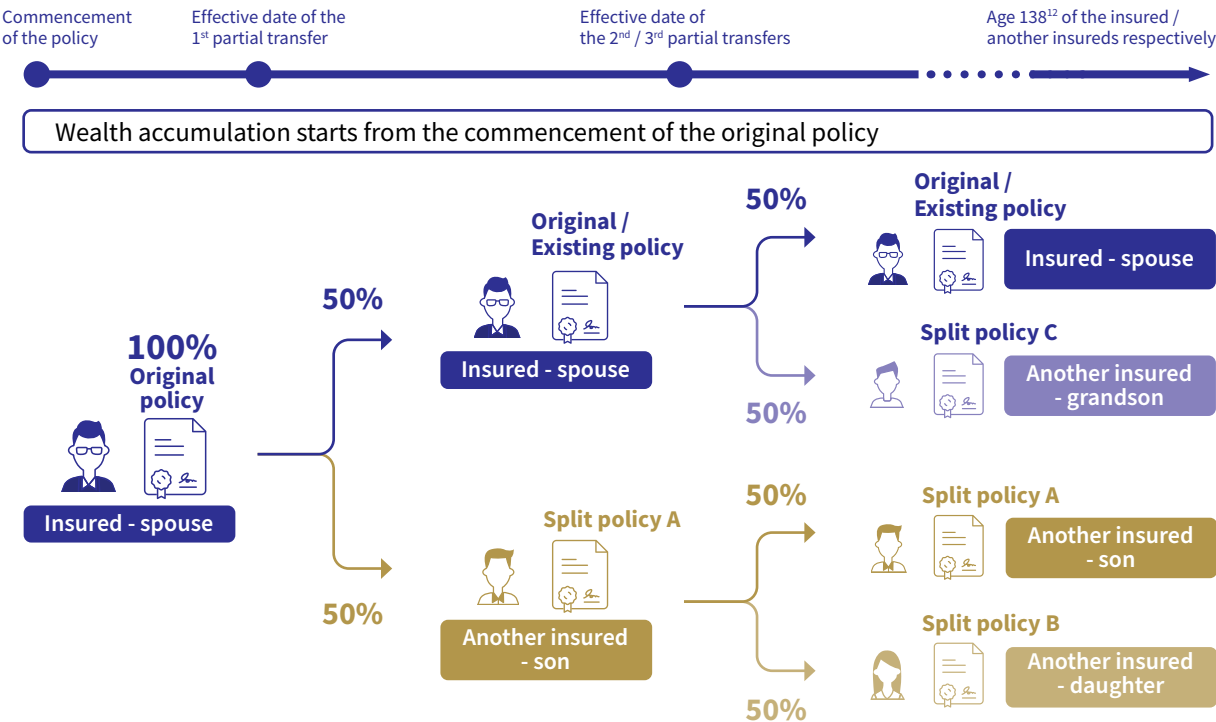 Commencement
of the policy
Effective date of the
1st partial transfer
Effective date of
the 2nd / 3rd partial transfers
Age 138¹² of the insured /
another insureds respectively
Wealth accumulation starts from the commencement of the original policy
100%
Original
policy
Insured - spouse
50%
50%
Original /
Existing policy
Insured - spouse
Split policy A
Another insured
- son
50%
50%
Original /
Existing policy
Insured - spouse
Split policy C
Another insured
- grandson
50%
50%
Split policy A
Another insured
- son
Split policy B
Another insured
- daughter